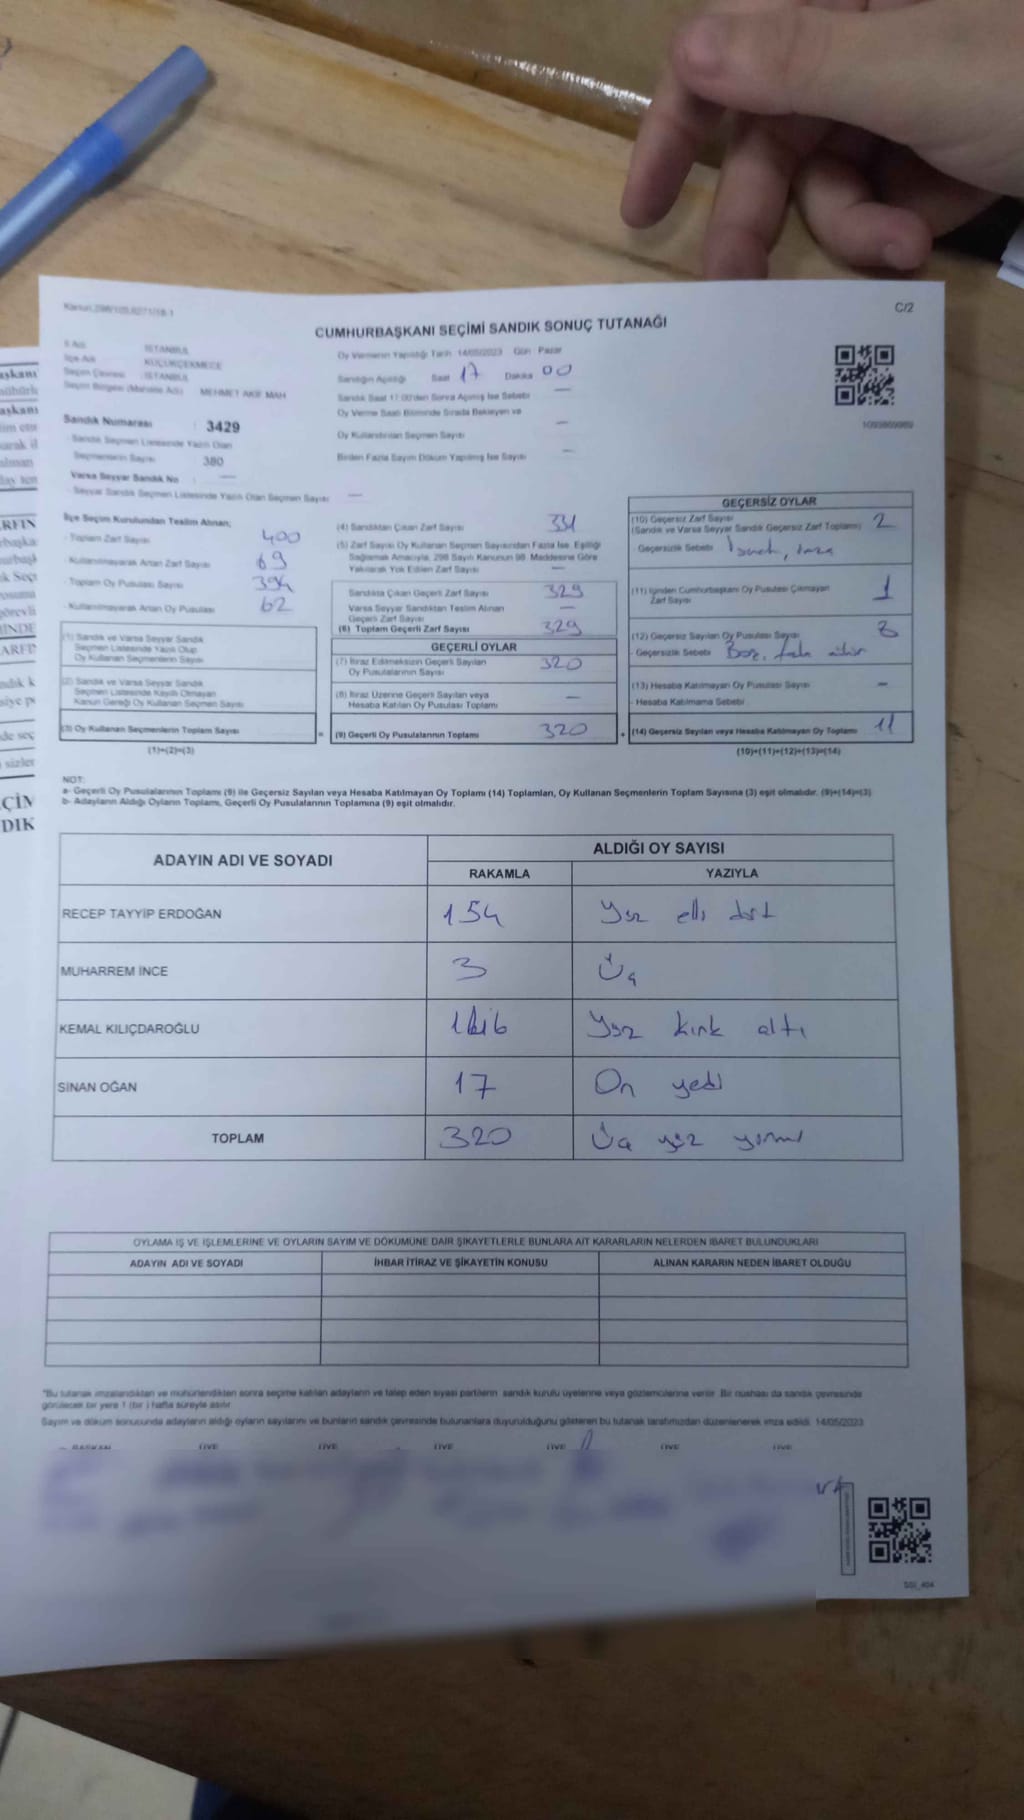 Kanun:298/105,6271/18-1
C/2
CUMHURBAŞKANI SEÇİMİ SANDIK SONUÇ TUTANAĞI
İl Adı : İSTANBUL
İlçe Adı : KÜÇÜKÇEKMECE
Seçim Çevresi : İSTANBUL
Seçim Bölgesi (Mahalle Adı) : MEHMET AKİF MAH
Sandık Numarası : 3429
- Sandık Seçmen Listesinde Yazılı Olan
Seçmenlerin Sayısı : 380
Varsa Seyyar Sandık No : —
- Seyyar Sandık Seçmen Listesinde Yazılı Olan Seçmen Sayısı —
Oy Vermenin Yapıldığı Tarih 14/05/2023 Gün Pazar
Sandığın Açıldığı Saat 17 Dakika 00
Sandık Saat 17:00'den Sonra Açılmış İse Sebebi —
Oy Verme Saati Bitiminde Sırada Bekleyen ve
Oy Kullandırılan Seçmen Sayısı —
Birden Fazla Sayım Döküm Yapılmış İse Sayısı —
1093869989
İlçe Seçim Kurulundan Teslim Alınan;
- Toplam Zarf Sayısı 400
- Kullanılmayarak Artan Zarf Sayısı 69
- Toplam Oy Pusulası Sayısı 394
- Kullanılmayarak Artan Oy Pusulası 62
(1) Sandık ve Varsa Seyyar Sandık
Seçmen Listesinde Yazılı Olup
Oy Kullanan Seçmenlerin Sayısı
(2) Sandık ve Varsa Seyyar Sandık
Seçmen Listesinde Kayıtlı Olmayan
Kanun Gereği Oy Kullanan Seçmen Sayısı
(3) Oy Kullanan Seçmenlerin Toplam Sayısı
(1)+(2)=(3)
(4) Sandıktan Çıkan Zarf Sayısı 331
(5) Zarf Sayısı Oy Kullanan Seçmen Sayısından Fazla İse, Eşitliği
Sağlamak Amacıyla, 298 Sayılı Kanunun 98. Maddesine Göre
Yakılarak Yok Edilen Zarf Sayısı —
Sandıkta Çıkan Geçerli Zarf Sayısı 329
Varsa Seyyar Sandıktan Teslim Alınan
Geçerli Zarf Sayısı —
(6) Toplam Geçerli Zarf Sayısı 329
GEÇERLİ OYLAR
(7) İtiraz Edilmeksizin Geçerli Sayılan
Oy Pusulalarının Sayısı 320
(8) İtiraz Üzerine Geçerli Sayılan veya
Hesaba Katılan Oy Pusulası Toplamı —
= (9) Geçerli Oy Pusulalarının Toplamı 320
GEÇERSİZ OYLAR
(10) Geçersiz Zarf Sayısı
(Sandık ve Varsa Seyyar Sandık Geçersiz Zarf Toplamı) 2
- Geçersizlik Sebebi imza
(11) İçinden Cumhurbaşkanı Oy Pusulası Çıkmayan
Zarf Sayısı 1
(12) Geçersiz Sayılan Oy Pusulası Sayısı 8
- Geçersizlik Sebebi Boş, fazla
(13) Hesaba Katılmayan Oy Pusulası Sayısı —
- Hesaba Katılmama Sebebi
+ (14) Geçersiz Sayılan veya Hesaba Katılmayan Oy Toplamı 11
(10)+(11)+(12)+(13)=(14)
NOT:
a- Geçerli Oy Pusulalarının Toplamı (9) ile Geçersiz Sayılan veya Hesaba Katılmayan Oy Toplamı (14) Toplamları, Oy Kullanan Seçmenlerin Toplam Sayısına (3) eşit olmalıdır. (9)+(14)=(3)
b- Adayların Aldığı Oyların Toplamı, Geçerli Oy Pusulalarının Toplamına (9) eşit olmalıdır.
ADAYIN ADI VE SOYADI ALDIĞI OY SAYISI
RAKAMLA YAZIYLA
RECEP TAYYİP ERDOĞAN 154 Yüz elli dört
MUHARREM İNCE 3 Üç
KEMAL KILIÇDAROĞLU 146 Yüz kırk altı
SİNAN OĞAN 17 On yedi
TOPLAM 320 Üç yüz yirmi
OYLAMA İŞ VE İŞLEMLERİNE VE OYLARIN SAYIM VE DÖKÜMÜNE DAİR ŞİKAYETLERLE BUNLARA AİT KARARLARIN NELERDEN İBARET BULUNDUKLARI
ADAYIN ADI VE SOYADI İHBAR İTİRAZ VE ŞİKAYETİN KONUSU ALINAN KARARIN NEDEN İBARET OLDUĞU
*Bu tutanak imzalandıktan ve mühürlendikten sonra seçime katılan adayların ve talep eden siyasi partilerin sandık kurulu üyelerine veya gözlemcilerine verilir. Bir nüshası da sandık çevresinde
görülecek bir yere 1 (bir ) hafta süreyle asılır.
Sayım ve döküm sonucunda adayların aldığı oyların sayılarını ve bunların sandık çevresinde bulunanlara duyurulduğunu gösteren bu tutanak tarafımızdan düzenlenerek imza edildi. 14/05/2023
BAŞKAN ÜYE ÜYE ÜYE ÜYE ÜYE ÜYE